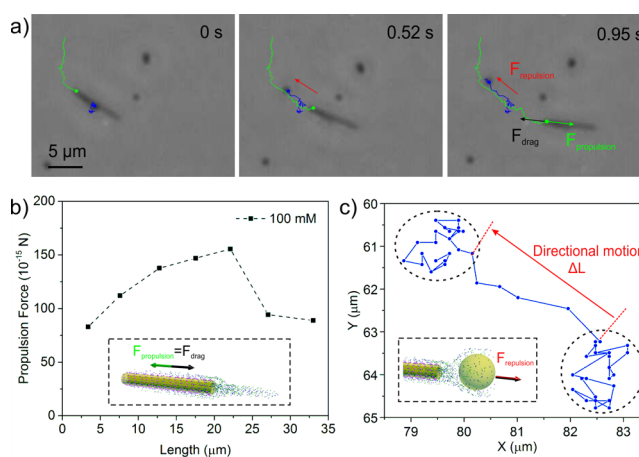 a)
0 s
0.52 s
0.95 s
5 µm
F repulsion
F drag
F propulsion
b)
Propulsion Force (10⁻¹⁵ N)
200
150
100
50
0
100 mM
F propulsion =F drag
0 5 10 15 20 25 30 35
Length (µm)
c)
Y (µm)
60
61
62
63
64
65
Directional motion
ΔL
F repulsion
79 80 81 82 83
X (µm)